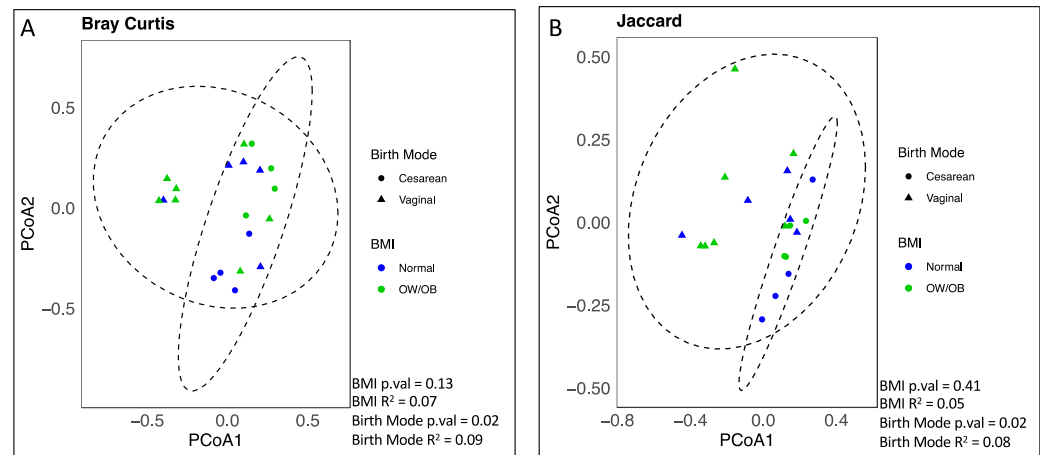 A
Bray Curtis
0.5
0.0
−0.5
PCoA2
−0.5
0.0
0.5
PCoA1
Birth Mode
Cesarean
Vaginal
BMI
Normal
OW/OB
BMI p.val = 0.13
BMI R² = 0.07
Birth Mode p.val = 0.02
Birth Mode R² = 0.09
B
Jaccard
0.50
0.25
0.00
−0.25
−0.50
PCoA2
−0.8
−0.4
0.0
0.4
PCoA1
Birth Mode
Cesarean
Vaginal
BMI
Normal
OW/OB
BMI p.val = 0.41
BMI R² = 0.05
Birth Mode p.val = 0.02
Birth Mode R² = 0.08